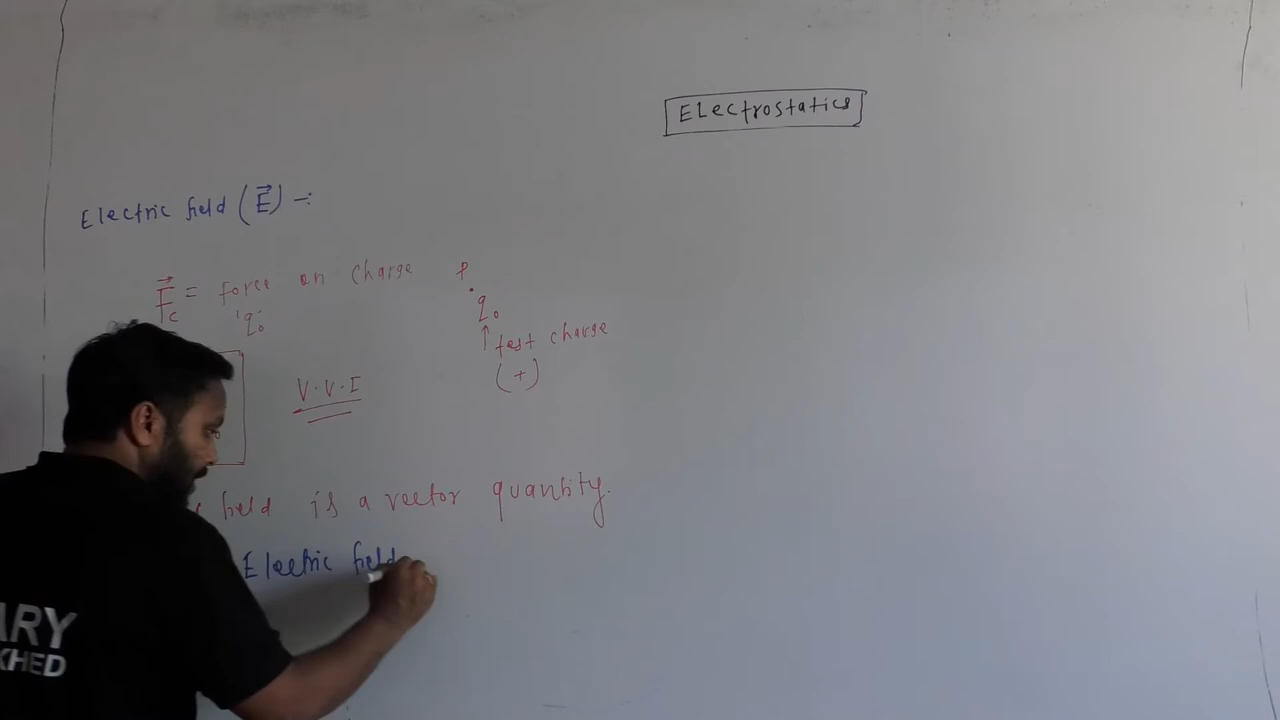 Electrostatics
Electric field (E⃗) -:
F⃗c = force on charge 'q₀'
P
q₀
↑ test charge
(+)
V.V.I
field is a vector quantity.
Electric field
ARY
KHED